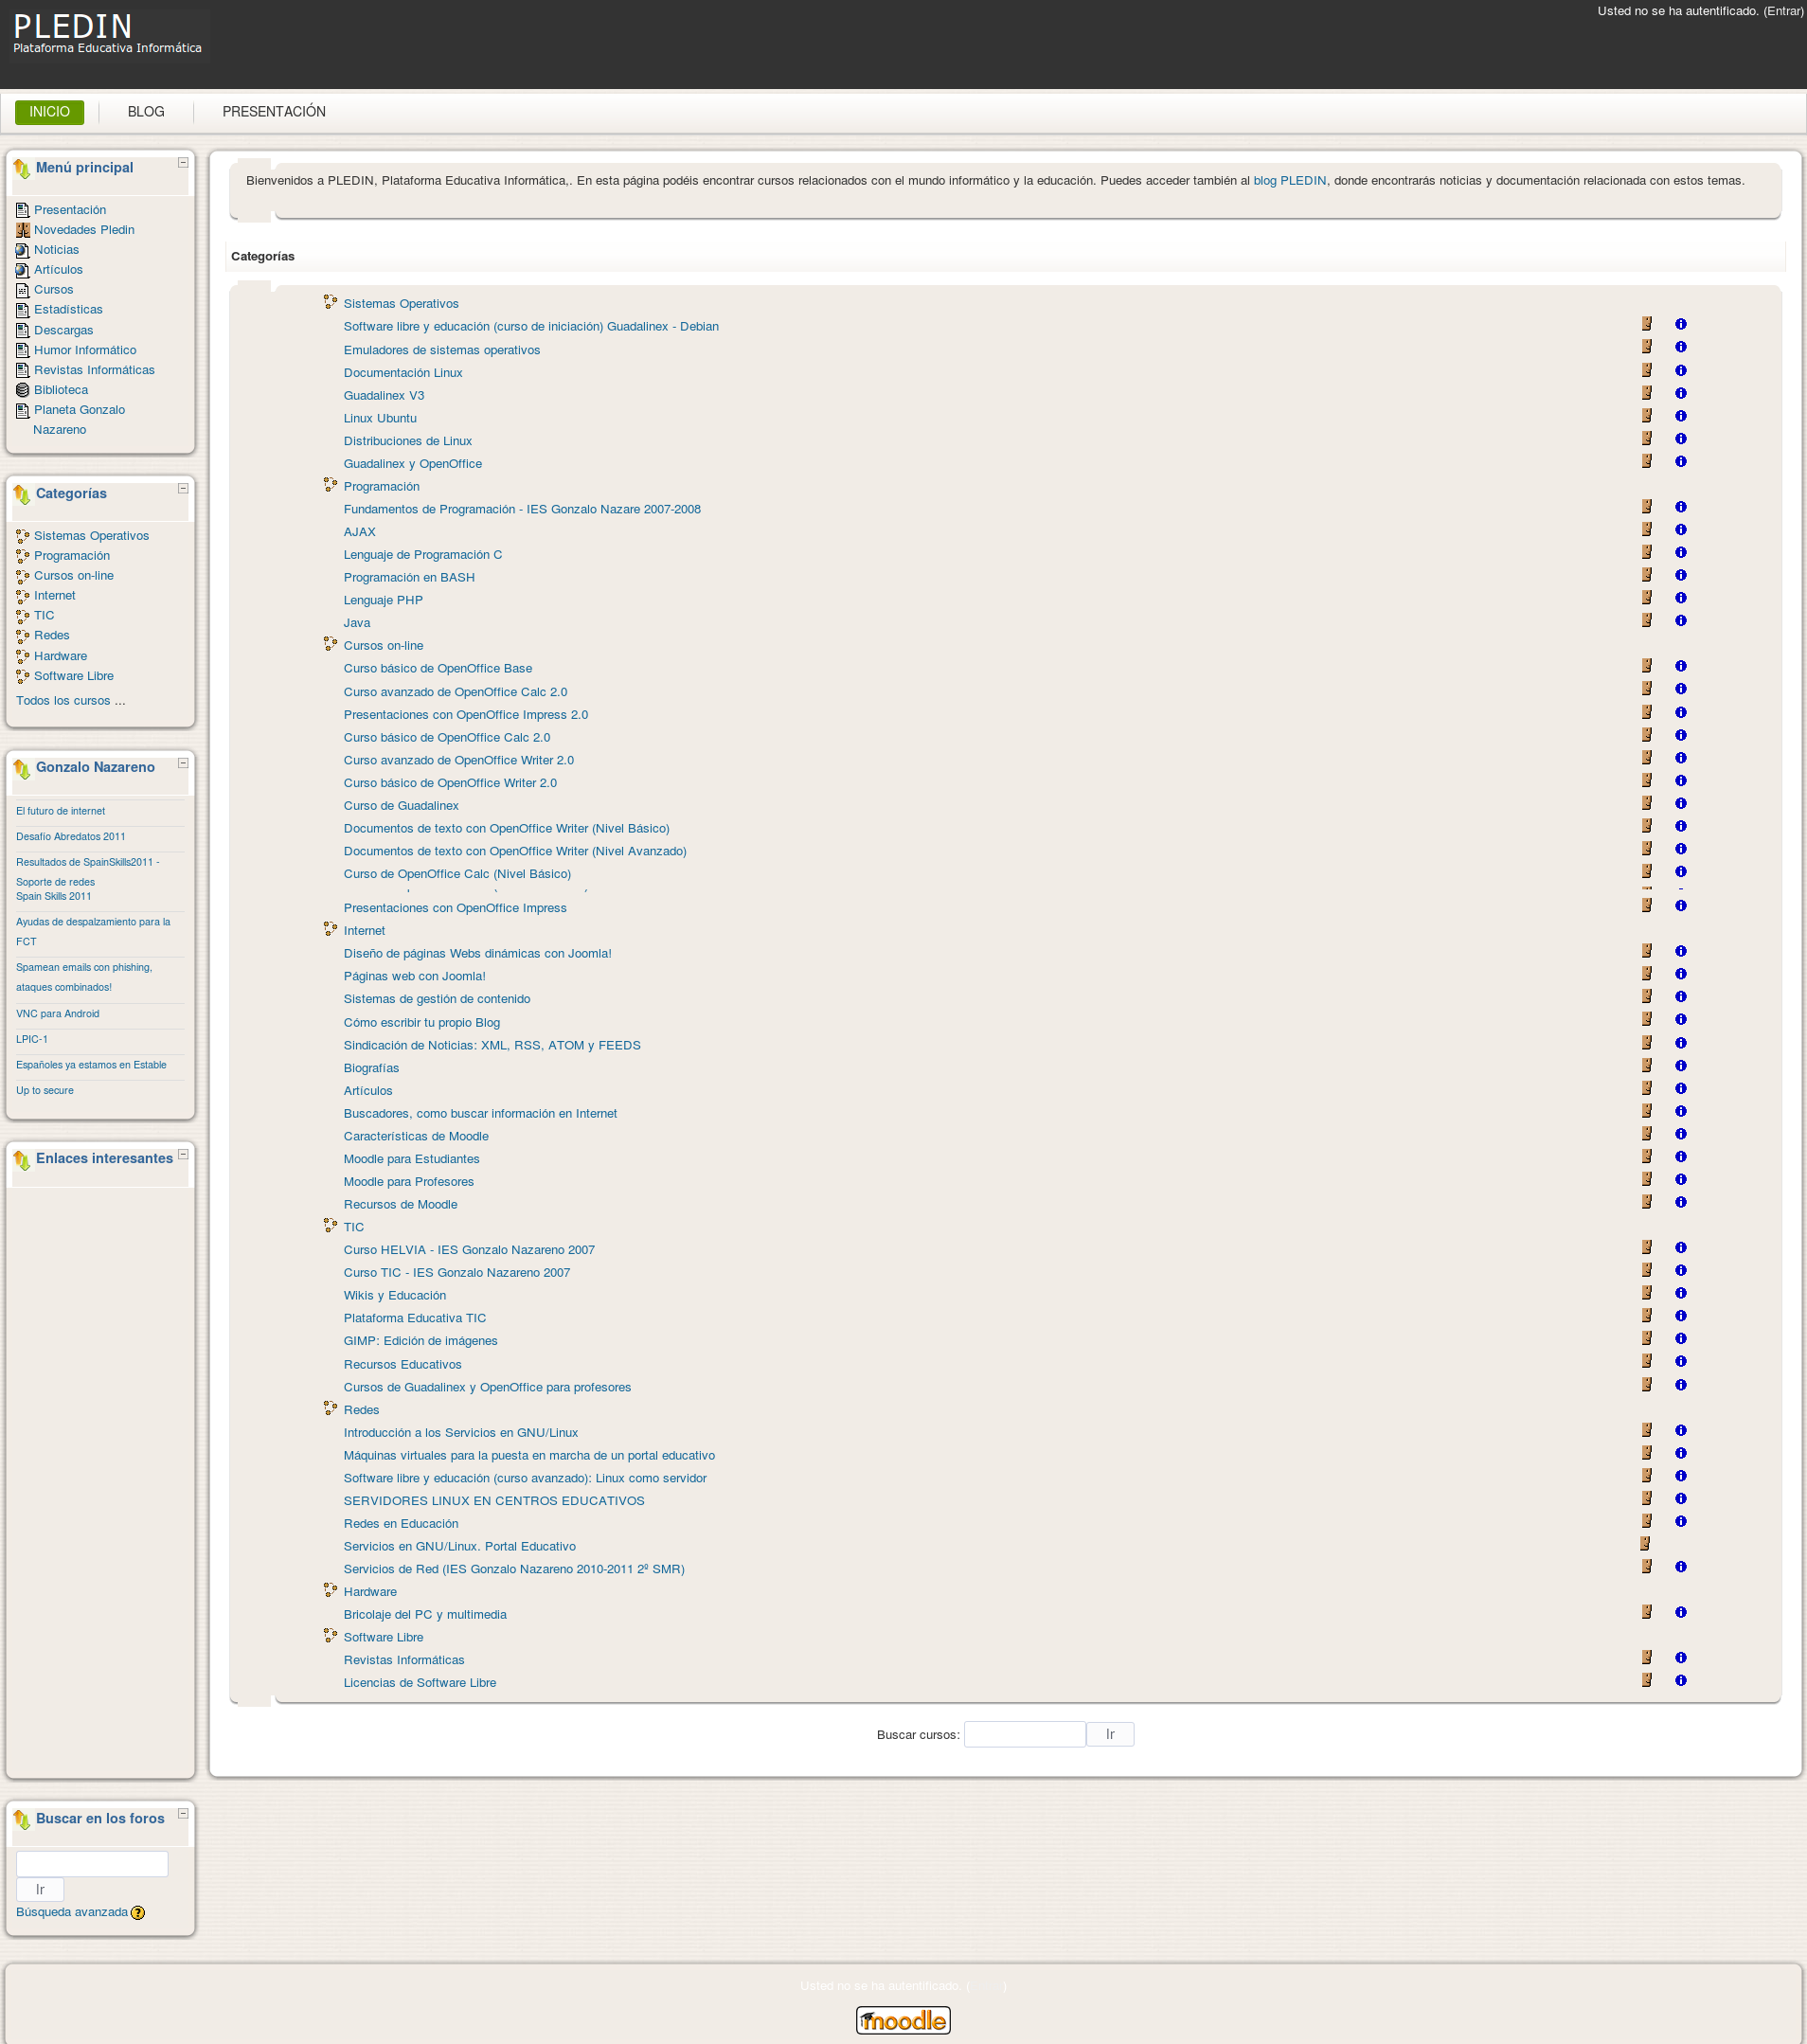 PLEDIN
Plataforma Educativa Informática
Usted no se ha autentificado. (Entrar)
INICIO
BLOG
PRESENTACIÓN
Menú principal
Presentación
Novedades Pledin
Noticias
Artículos
Cursos
Estadísticas
Descargas
Humor Informático
Revistas Informáticas
Biblioteca
Planeta Gonzalo
Nazareno
Categorías
Sistemas Operativos
Programación
Cursos on-line
Internet
TIC
Redes
Hardware
Software Libre
Todos los cursos ...
Gonzalo Nazareno
El futuro de internet
Desafío Abredatos 2011
Resultados de SpainSkills2011 -
Soporte de redes
Spain Skills 2011
Ayudas de despalzamiento para la
FCT
Spamean emails con phishing,
ataques combinados!
VNC para Android
LPIC-1
Españoles ya estamos en Estable
Up to secure
Enlaces interesantes
Bienvenidos a PLEDIN, Plataforma Educativa Informática,. En esta página podéis encontrar cursos relacionados con el mundo informático y la educación. Puedes acceder también al blog PLEDIN, donde encontrarás noticias y documentación relacionada con estos temas.
Categorías
Sistemas Operativos
Software libre y educación (curso de iniciación) Guadalinex - Debian
Emuladores de sistemas operativos
Documentación Linux
Guadalinex V3
Linux Ubuntu
Distribuciones de Linux
Guadalinex y OpenOffice
Programación
Fundamentos de Programación - IES Gonzalo Nazare 2007-2008
AJAX
Lenguaje de Programación C
Programación en BASH
Lenguaje PHP
Java
Cursos on-line
Curso básico de OpenOffice Base
Curso avanzado de OpenOffice Calc 2.0
Presentaciones con OpenOffice Impress 2.0
Curso básico de OpenOffice Calc 2.0
Curso avanzado de OpenOffice Writer 2.0
Curso básico de OpenOffice Writer 2.0
Curso de Guadalinex
Documentos de texto con OpenOffice Writer (Nivel Básico)
Documentos de texto con OpenOffice Writer (Nivel Avanzado)
Curso de OpenOffice Calc (Nivel Básico)
Presentaciones con OpenOffice Impress
Internet
Diseño de páginas Webs dinámicas con Joomla!
Páginas web con Joomla!
Sistemas de gestión de contenido
Cómo escribir tu propio Blog
Sindicación de Noticias: XML, RSS, ATOM y FEEDS
Biografías
Artículos
Buscadores, como buscar información en Internet
Características de Moodle
Moodle para Estudiantes
Moodle para Profesores
Recursos de Moodle
TIC
Curso HELVIA - IES Gonzalo Nazareno 2007
Curso TIC - IES Gonzalo Nazareno 2007
Wikis y Educación
Plataforma Educativa TIC
GIMP: Edición de imágenes
Recursos Educativos
Cursos de Guadalinex y OpenOffice para profesores
Redes
Introducción a los Servicios en GNU/Linux
Máquinas virtuales para la puesta en marcha de un portal educativo
Software libre y educación (curso avanzado): Linux como servidor
SERVIDORES LINUX EN CENTROS EDUCATIVOS
Redes en Educación
Servicios en GNU/Linux. Portal Educativo
Servicios de Red (IES Gonzalo Nazareno 2010-2011 2º SMR)
Hardware
Bricolaje del PC y multimedia
Software Libre
Revistas Informáticas
Licencias de Software Libre
Buscar cursos:
Ir
Buscar en los foros
Ir
Búsqueda avanzada
Usted no se ha autentificado. ( )
moodle